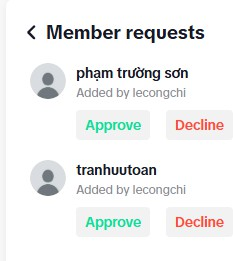 Member requests
phạm trường sơn
Added by lecongchi
Approve Decline
tranhuutoan
Added by lecongchi
Approve Decline